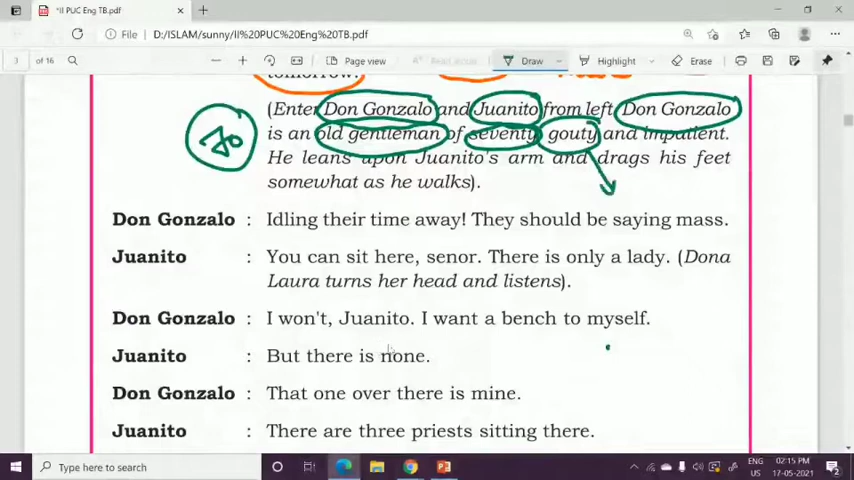 *II PUC Eng TB.pdf
File D:/ISLAM/sunny/II%20PUC%20Eng%20TB.pdf
3 of 16 Page view Read aloud Draw Highlight Erase
tomorrow.
(Enter Don Gonzalo and Juanito from left. Don Gonzalo
70 is an old gentleman of seventy, gouty and impatient.
He leans upon Juanito's arm and drags his feet
somewhat as he walks).
Don Gonzalo : Idling their time away! They should be saying mass.
Juanito : You can sit here, senor. There is only a lady. (Dona
Laura turns her head and listens).
Don Gonzalo : I won't, Juanito. I want a bench to myself.
Juanito : But there is none.
Don Gonzalo : That one over there is mine.
Juanito : There are three priests sitting there.
Type here to search ENG 02:15 PM
US 17-05-2021 2